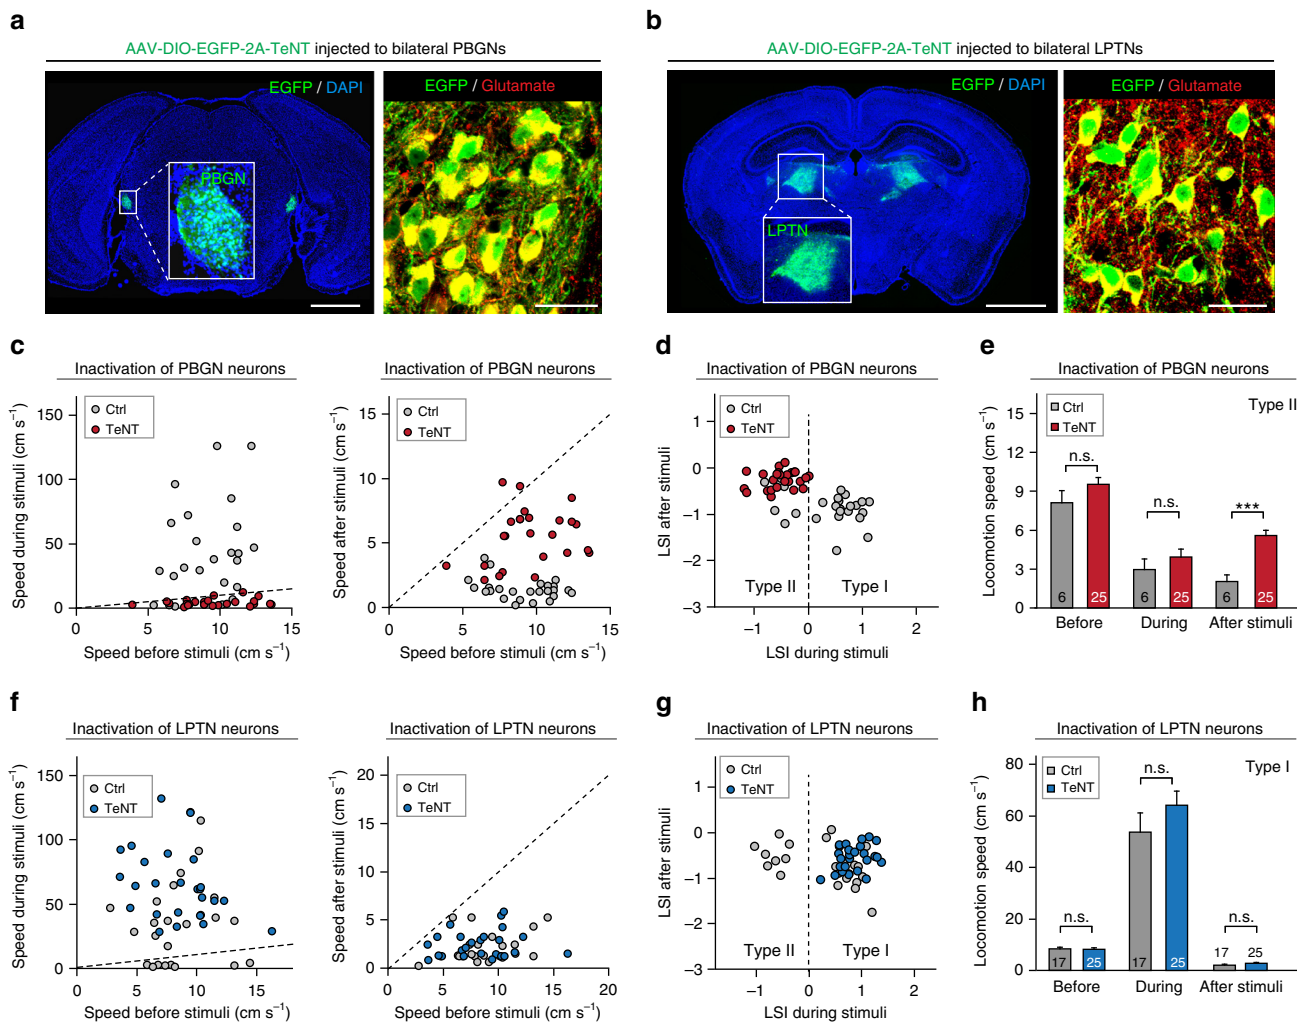 a
AAV-DIO-EGFP-2A-TeNT injected to bilateral PBGNs
EGFP / DAPI
PBGN
EGFP / Glutamate
b
AAV-DIO-EGFP-2A-TeNT injected to bilateral LPTNs
EGFP / DAPI
LPTN
EGFP / Glutamate
c
Inactivation of PBGN neurons
Ctrl
TeNT
Speed during stimuli (cm s⁻¹)
150
100
50
0
0 5 10 15
Speed before stimuli (cm s⁻¹)
Inactivation of PBGN neurons
Ctrl
TeNT
Speed after stimuli (cm s⁻¹)
15
10
5
0
0 5 10 15
Speed before stimuli (cm s⁻¹)
d
Inactivation of PBGN neurons
Ctrl
TeNT
LSI after stimuli
1
0
−1
−2
−3
Type II Type I
−1 0 1 2
LSI during stimuli
e
Inactivation of PBGN neurons
Ctrl
TeNT
Type II
Locomotion speed (cm s⁻¹)
15
12
9
6
3
0
n.s.
n.s.
***
6 25 6 25 6 25
Before During After stimuli
f
Inactivation of LPTN neurons
Ctrl
TeNT
Speed during stimuli (cm s⁻¹)
150
100
50
0
0 5 10 15
Speed before stimuli (cm s⁻¹)
Inactivation of LPTN neurons
Ctrl
TeNT
Speed after stimuli (cm s⁻¹)
20
15
10
5
0
0 5 10 15 20
Speed before stimuli (cm s⁻¹)
g
Inactivation of LPTN neurons
Ctrl
TeNT
LSI after stimuli
1
0
−1
−2
−3
Type II Type I
−1 0 1 2
LSI during stimuli
h
Inactivation of LPTN neurons
Ctrl
TeNT
Type I
Locomotion speed (cm s⁻¹)
80
60
40
20
0
n.s.
n.s.
n.s.
17 25 17 25 17 25
Before During After stimuli